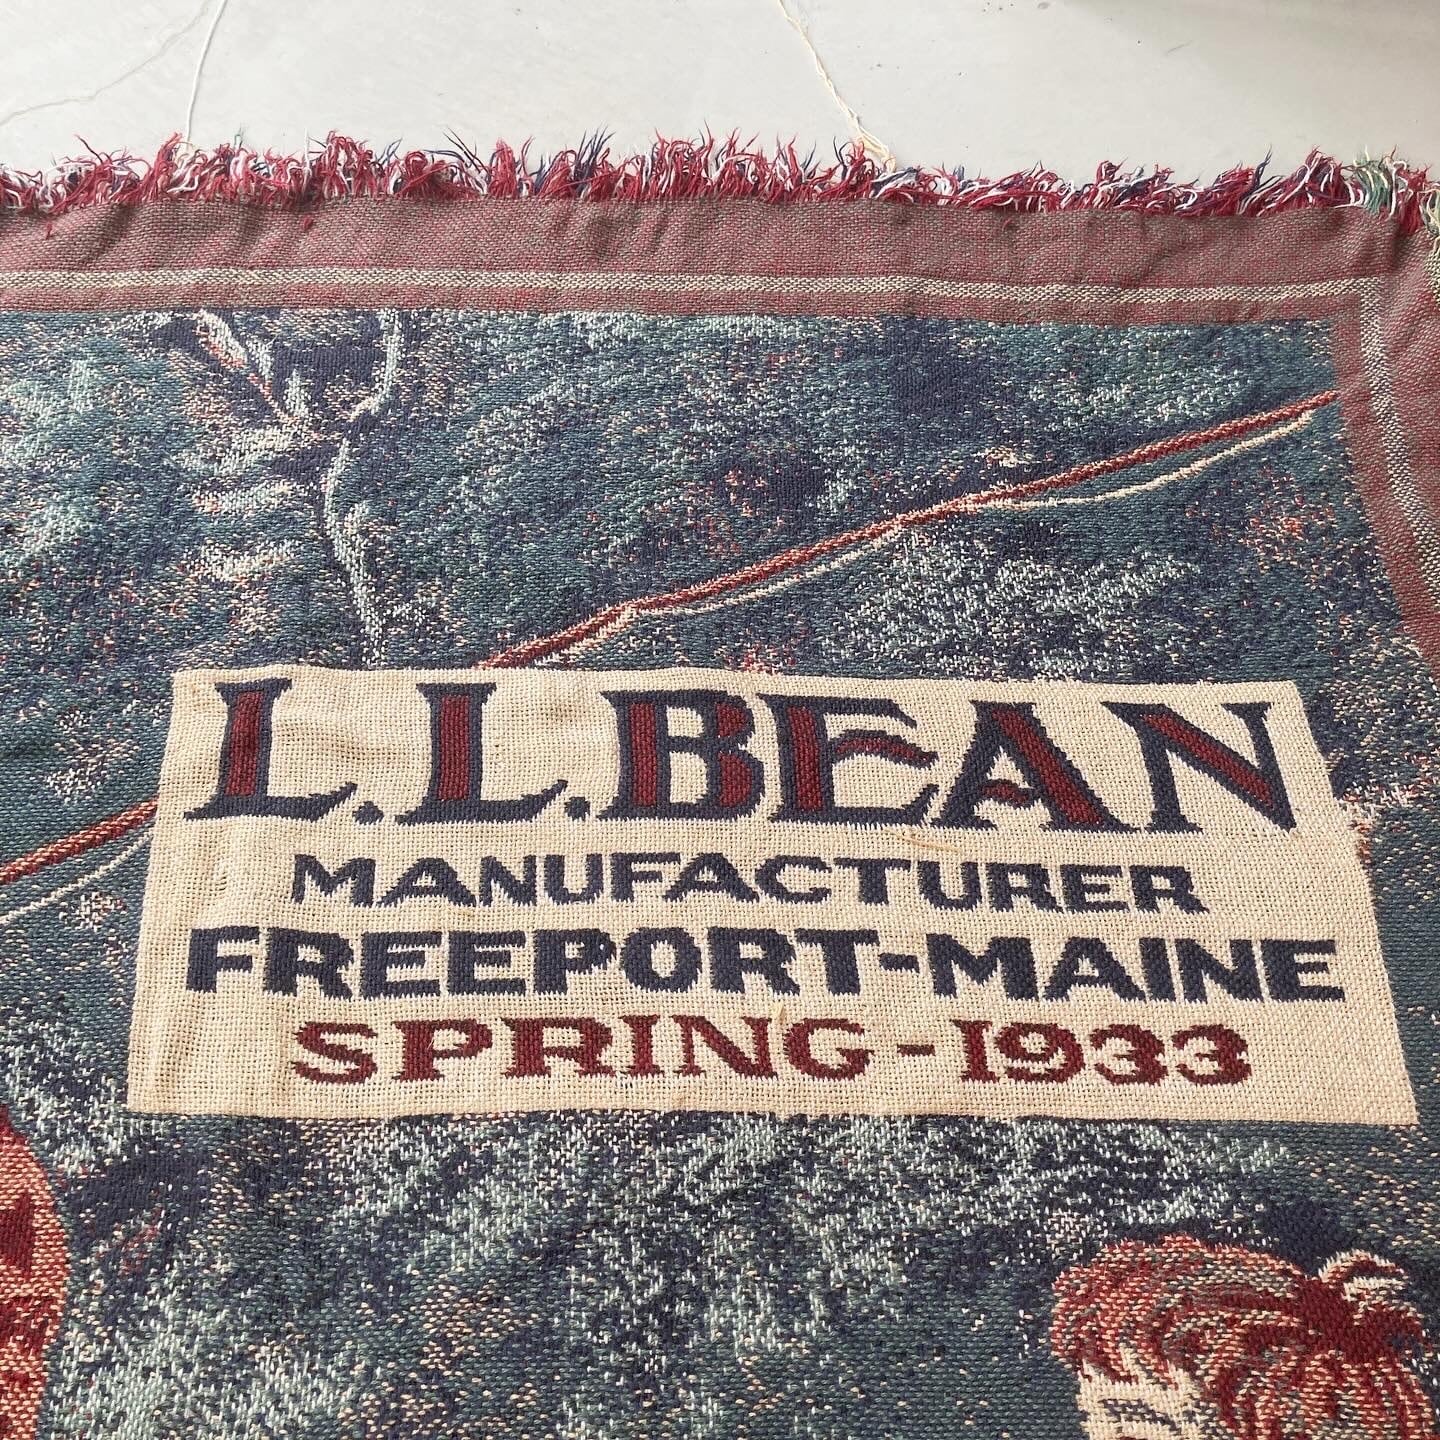 L.L.BEAN
MANUFACTURER
FREEPORT-MAINE
SPRING-1933